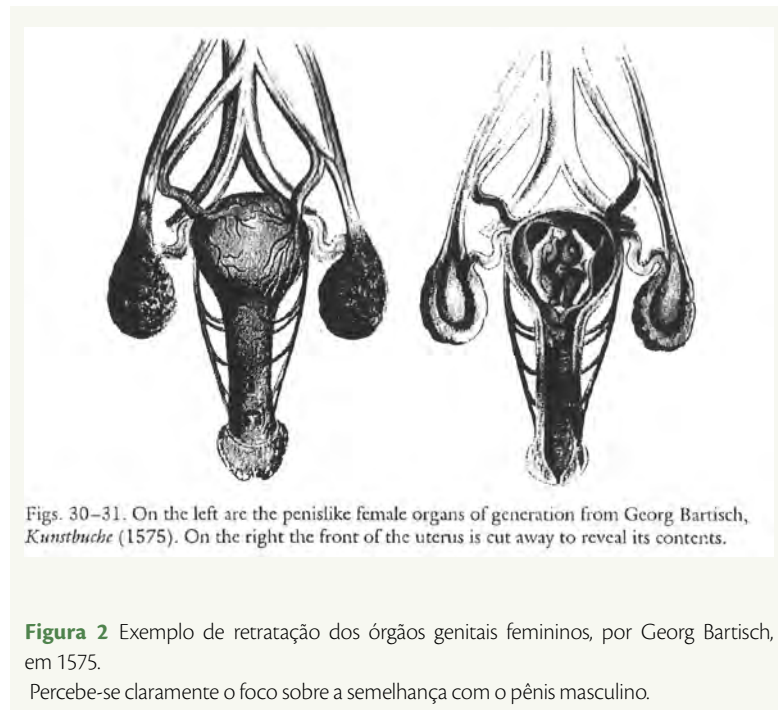 Figs. 30–31. On the left are the penislike female organs of generation from Georg Bartisch,
Kunstbuche (1575). On the right the front of the uterus is cut away to reveal its contents.
Figura 2 Exemplo de retratação dos órgãos genitais femininos, por Georg Bartisch,
em 1575.
Percebe-se claramente o foco sobre a semelhança com o pênis masculino.